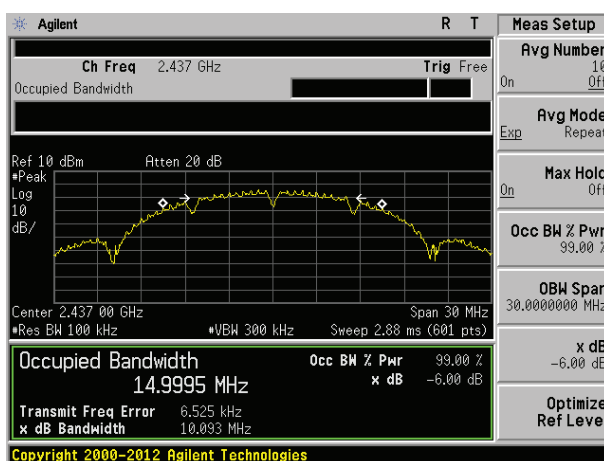 Agilent R T Meas Setup
Avg Number
10
On Off
Ch Freq 2.437 GHz Trig Free
Occupied Bandwidth
Avg Mode
Exp Repeat
Ref 10 dBm Atten 20 dB
#Peak
Log
10
dB/
Max Hold
On Off
Occ BW % Pwr
99.00 %
OBW Span
30.0000000 MHz
Center 2.437 00 GHz Span 30 MHz
#Res BW 100 kHz #VBW 300 kHz Sweep 2.88 ms (601 pts)
Occupied Bandwidth Occ BW % Pwr 99.00 %
14.9995 MHz x dB -6.00 dB
Transmit Freq Error 6.525 kHz
x dB Bandwidth 10.093 MHz
x dB
-6.00 dB
Optimize
Ref Level
Copyright 2000-2012 Agilent Technologies